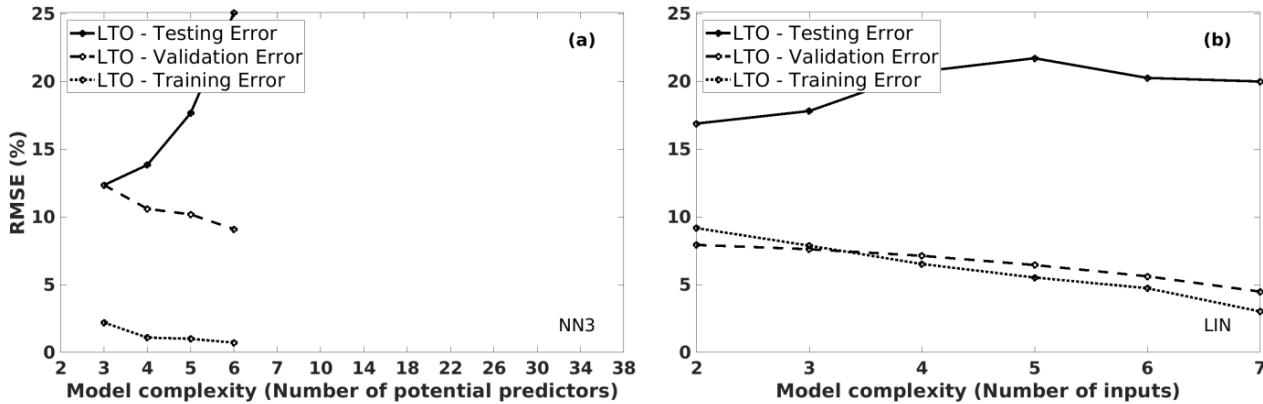 25
20
15
10
5
0
RMSE (%)
LTO - Testing Error
LTO - Validation Error
LTO - Training Error
(a)
NN3
2 3 4 5 6 7 10 14 18 22 26 30 34 38
Model complexity (Number of potential predictors)
25
20
15
10
5
0
LTO - Testing Error
LTO - Validation Error
LTO - Training Error
(b)
LIN
2 3 4 5 6 7
Model complexity (Number of inputs)